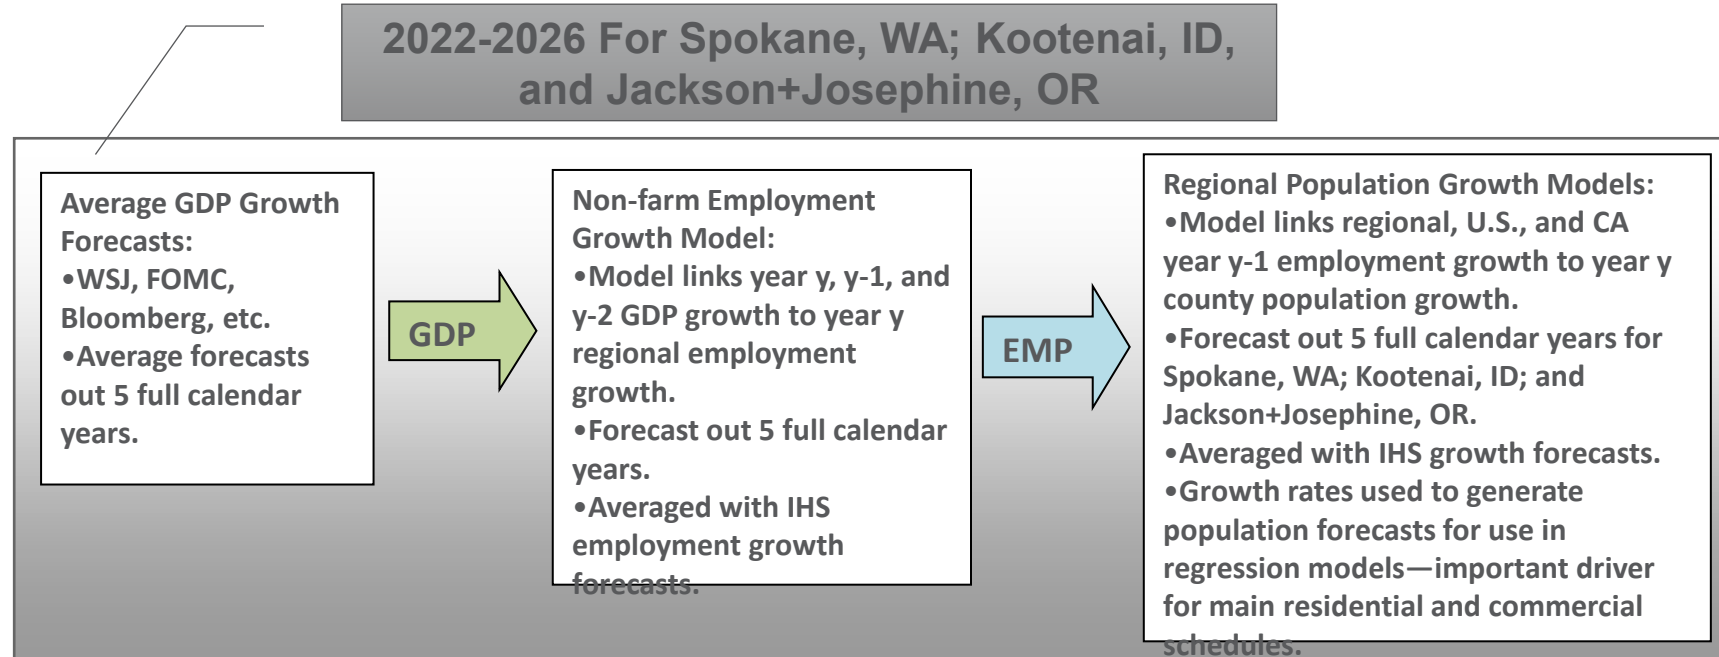 2022-2026 For Spokane, WA; Kootenai, ID,
and Jackson+Josephine, OR
Average GDP Growth
Forecasts:
•WSJ, FOMC,
Bloomberg, etc.
•Average forecasts
out 5 full calendar
years.
GDP
Non-farm Employment
Growth Model:
•Model links year y, y-1, and
y-2 GDP growth to year y
regional employment
growth.
•Forecast out 5 full calendar
years.
•Averaged with IHS
employment growth
forecasts.
EMP
Regional Population Growth Models:
•Model links regional, U.S., and CA
year y-1 employment growth to year y
county population growth.
•Forecast out 5 full calendar years for
Spokane, WA; Kootenai, ID; and
Jackson+Josephine, OR.
•Averaged with IHS growth forecasts.
•Growth rates used to generate
population forecasts for use in
regression models—important driver
for main residential and commercial
schedules.